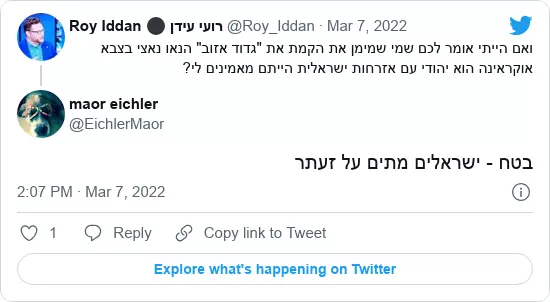 Roy Iddan ⚫ רועי עידן @Roy_Iddan · Mar 7, 2022
ואם הייתי אומר לכם שמי שמימן את הקמת את "גדוד אזוב" הנאו נאצי בצבא
אוקראינה הוא יהודי עם אזרחות ישראלית הייתם מאמינים לי?
maor eichler
@EichlerMaor
בטח - ישראלים מתים על זעתר
2:07 PM · Mar 7, 2022
1 Reply Copy link to Tweet
Explore what's happening on Twitter